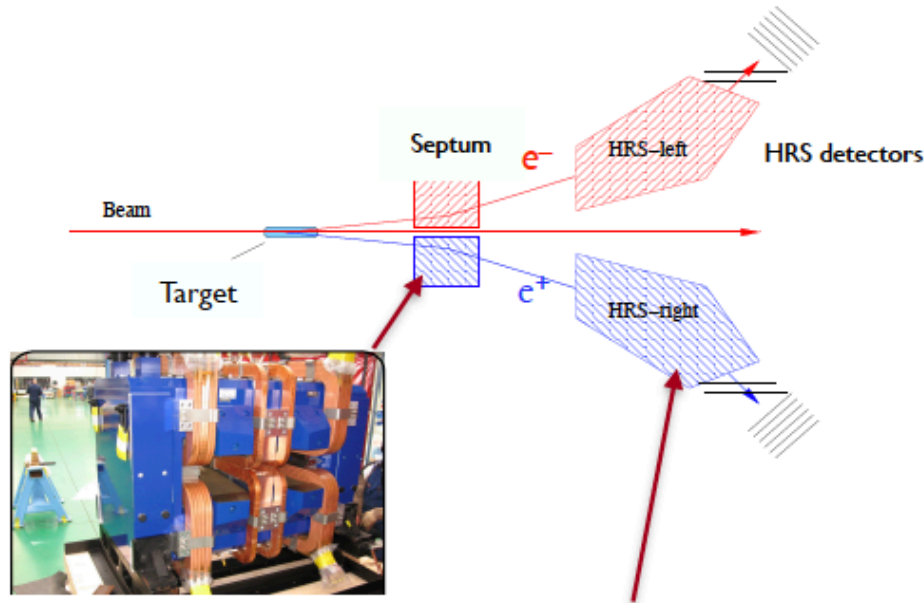 Septum
e⁻
HRS–left
HRS detectors
Beam
Target
e⁺
HRS–right